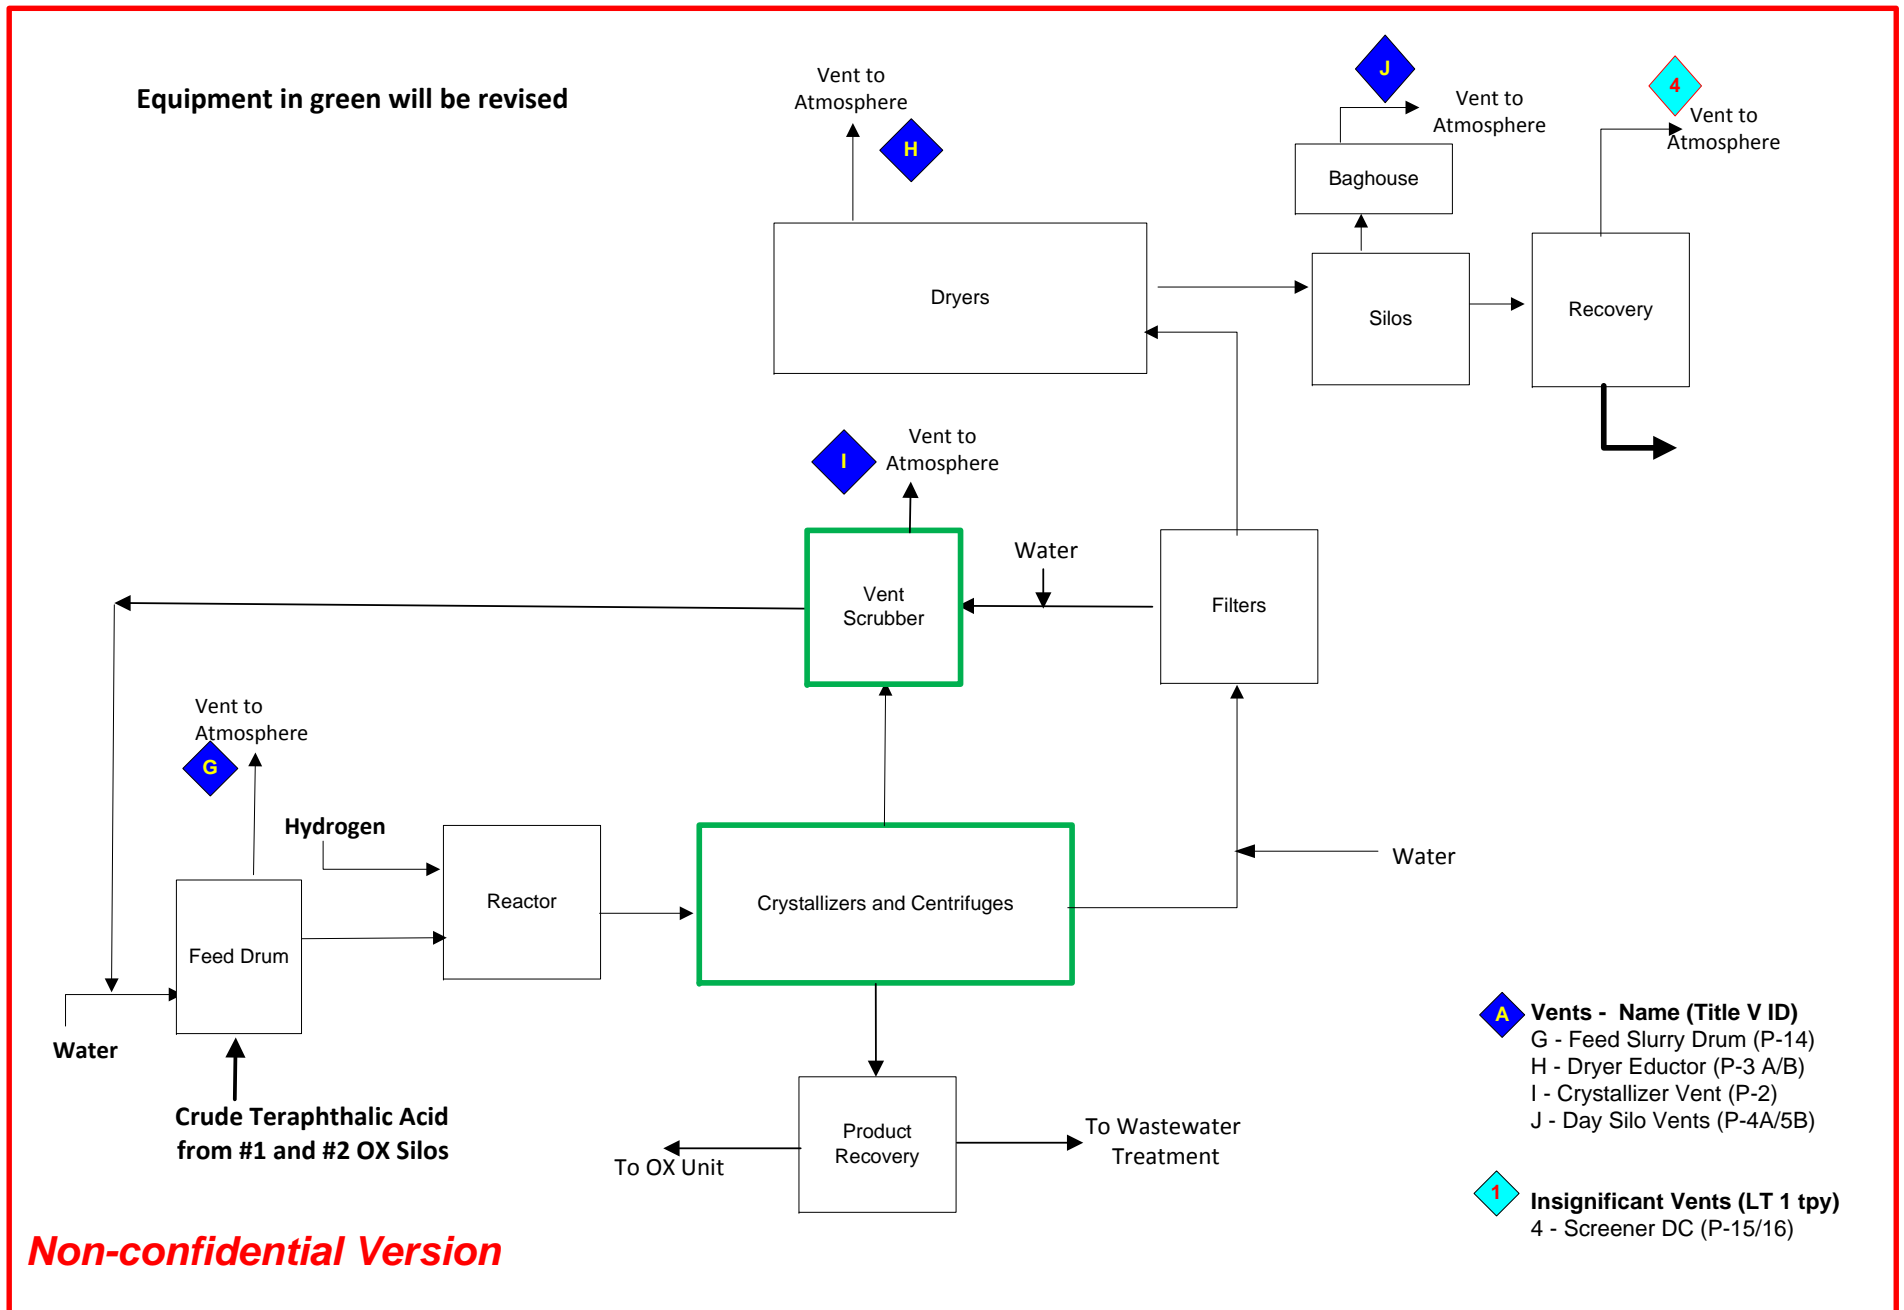 Equipment in green will be revised
Vent to
Atmosphere
H
J
Vent to
Atmosphere
4
Vent to
Atmosphere
Baghouse
Dryers
Silos
Recovery
I
Vent to
Atmosphere
Vent
Scrubber
Water
Filters
Vent to
Atmosphere
G
Hydrogen
Reactor
Crystallizers and Centrifuges
Water
Feed Drum
Water
Crude Teraphthalic Acid
from #1 and #2 OX Silos
Product
Recovery
To OX Unit
To Wastewater
Treatment
A
Vents -  Name (Title V ID)
G - Feed Slurry Drum (P-14)
H - Dryer Eductor (P-3 A/B)
I - Crystallizer Vent (P-2)
J - Day Silo Vents (P-4A/5B)
1
Insignificant Vents (LT 1 tpy)
4 - Screener DC (P-15/16)
Non-confidential Version